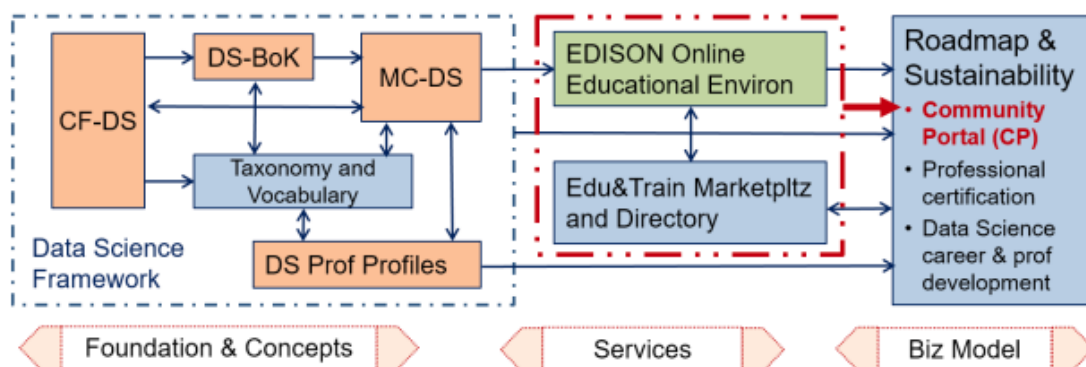 DS-BoK
MC-DS
CF-DS
Taxonomy and
Vocabulary
DS Prof Profiles
Data Science
Framework
EDISON Online
Educational Environ
Edu&Train Marketpltz
and Directory
Roadmap &
Sustainability
• Community
Portal (CP)
• Professional
certification
• Data Science
career & prof
development
Foundation & Concepts
Services
Biz Model